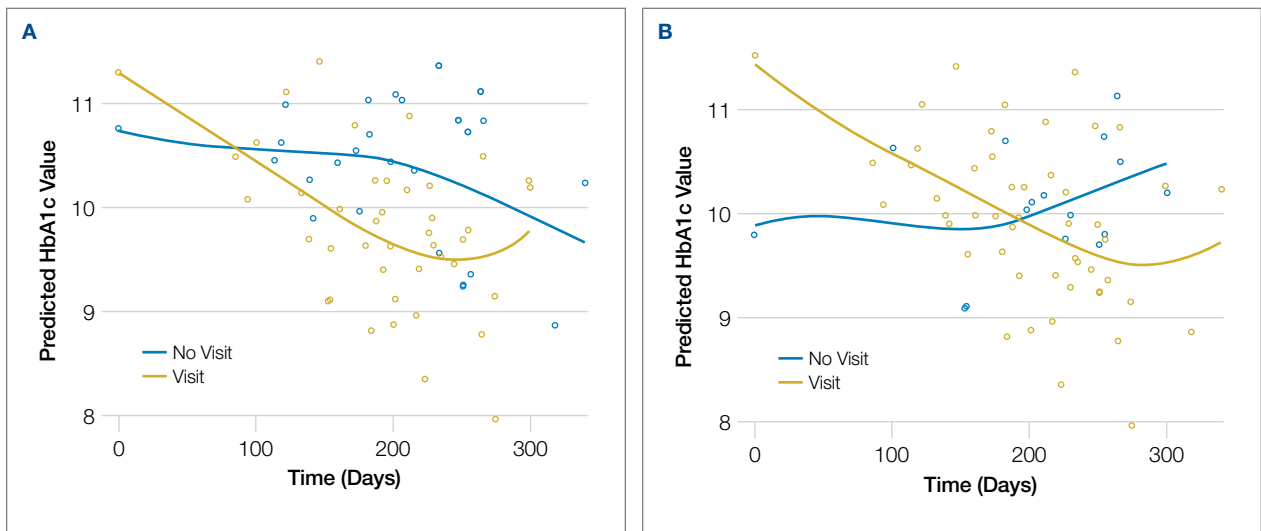 A
Predicted HbA1c Value
11
10
9
8
No Visit
Visit
0 100 200 300
Time (Days)
B
Predicted HbA1c Value
11
10
9
8
No Visit
Visit
0 100 200 300
Time (Days)